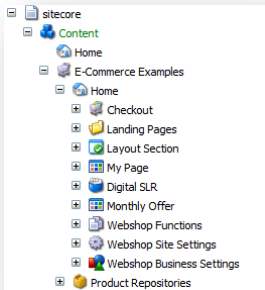 sitecore
Content
Home
E-Commerce Examples
Home
Checkout
Landing Pages
Layout Section
My Page
Digital SLR
Monthly Offer
Webshop Functions
Webshop Site Settings
Webshop Business Settings
Product Repositories